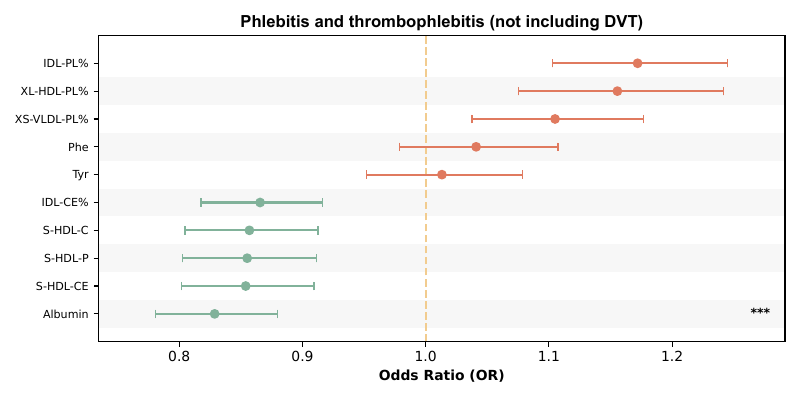 Phlebitis and thrombophlebitis (not including DVT)
IDL-PL%
XL-HDL-PL%
XS-VLDL-PL%
Phe
Tyr
IDL-CE%
S-HDL-C
S-HDL-P
S-HDL-CE
Albumin
***
0.8 0.9 1.0 1.1 1.2
Odds Ratio (OR)